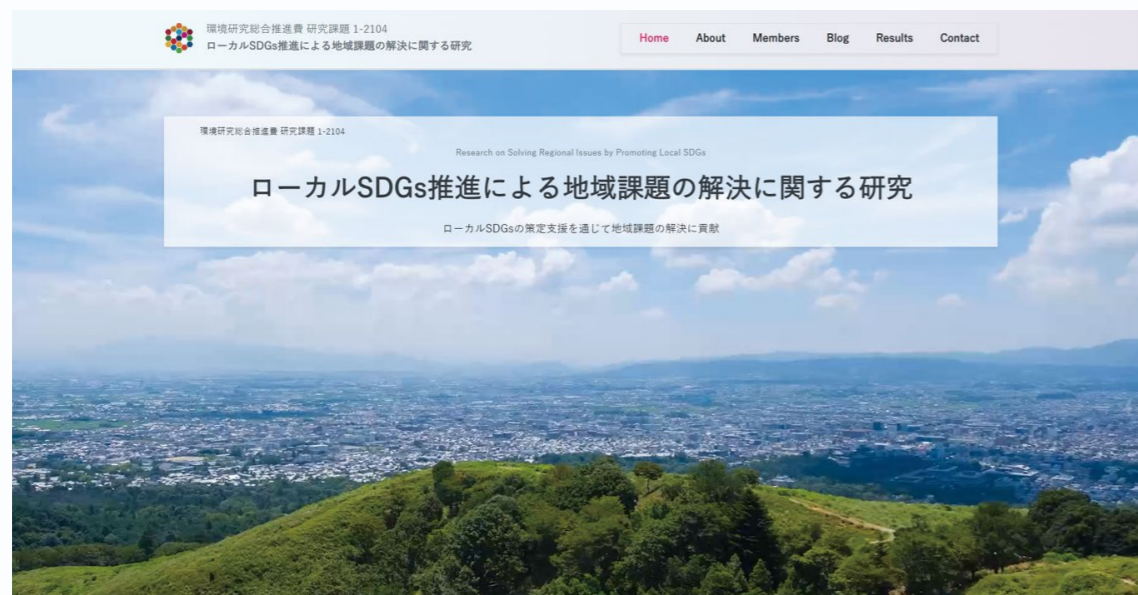 環境研究総合推進費 研究課題 1-2104
ローカルSDGs推進による地域課題の解決に関する研究
Home About Members Blog Results Contact
環境研究総合推進費 研究課題 1-2104
Research on Solving Regional Issues by Promoting Local SDGs
ローカルSDGs推進による地域課題の解決に関する研究
ローカルSDGsの策定支援を通じて地域課題の解決に貢献